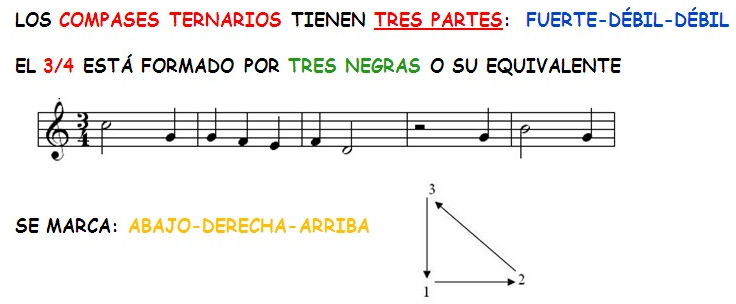 LOS COMPASES TERNARIOS TIENEN TRES PARTES: FUERTE-DÉBIL-DÉBIL
EL 3/4 ESTÁ FORMADO POR TRES NEGRAS O SU EQUIVALENTE
3
4
SE MARCA: ABAJO-DERECHA-ARRIBA
3
2
1